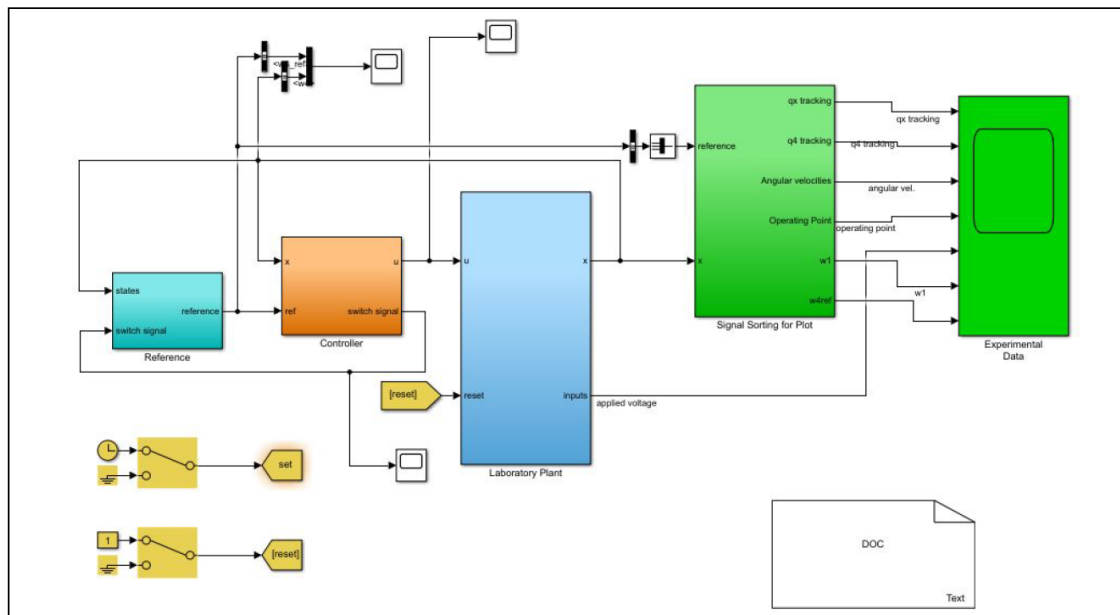 qx tracking
qx tracking
q4 tracking
q4 tracking
reference
Angular velocities
angular vel.
Operating Point
operating point
x
u
u
x
x
w1
w1
states
reference
ref
switch signal
w4ref
switch signal
Signal Sorting for Plot
Controller
Experimental
Data
Reference
[reset]
reset
inputs
applied voltage
set
Laboratory Plant
1
[reset]
DOC
Text